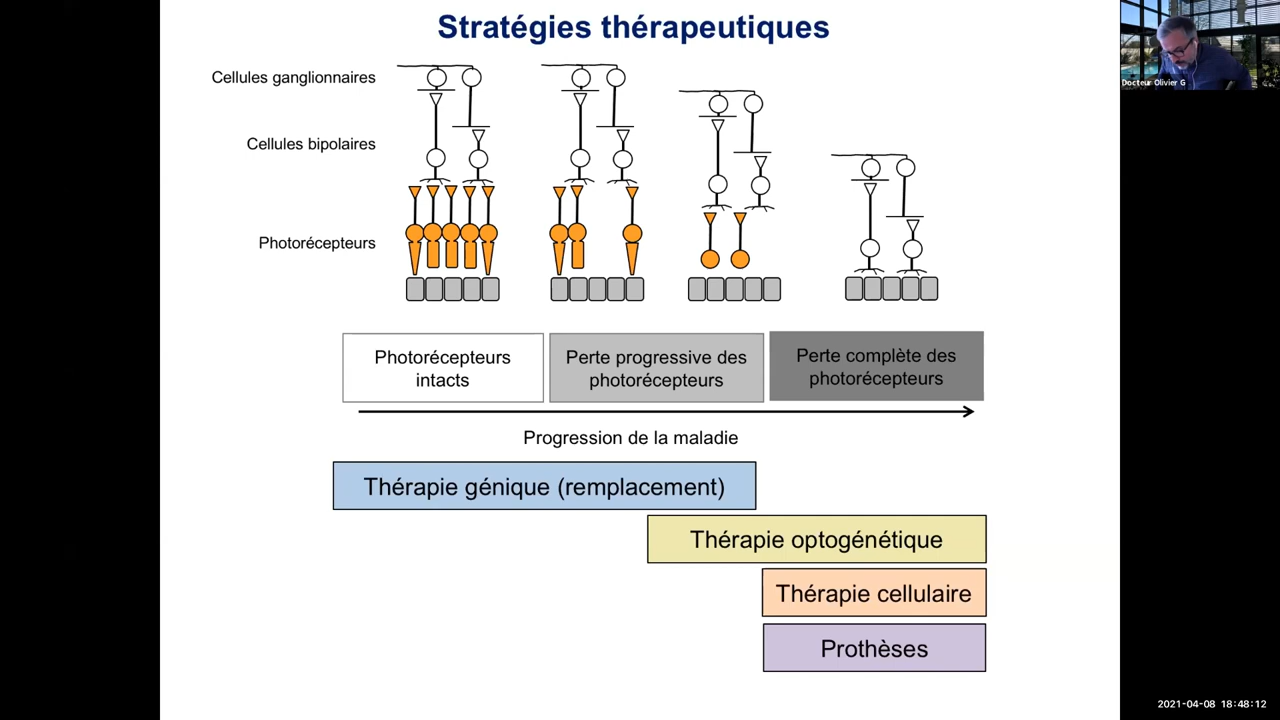 Stratégies thérapeutiques
Docteur Olivier G
Cellules ganglionnaires
Cellules bipolaires
Photorécepteurs
Photorécepteurs
intacts
Perte progressive des
photorécepteurs
Perte complète des
photorécepteurs
Progression de la maladie
Thérapie génique (remplacement)
Thérapie optogénétique
Thérapie cellulaire
Prothèses
2021-04-08 18:48:12